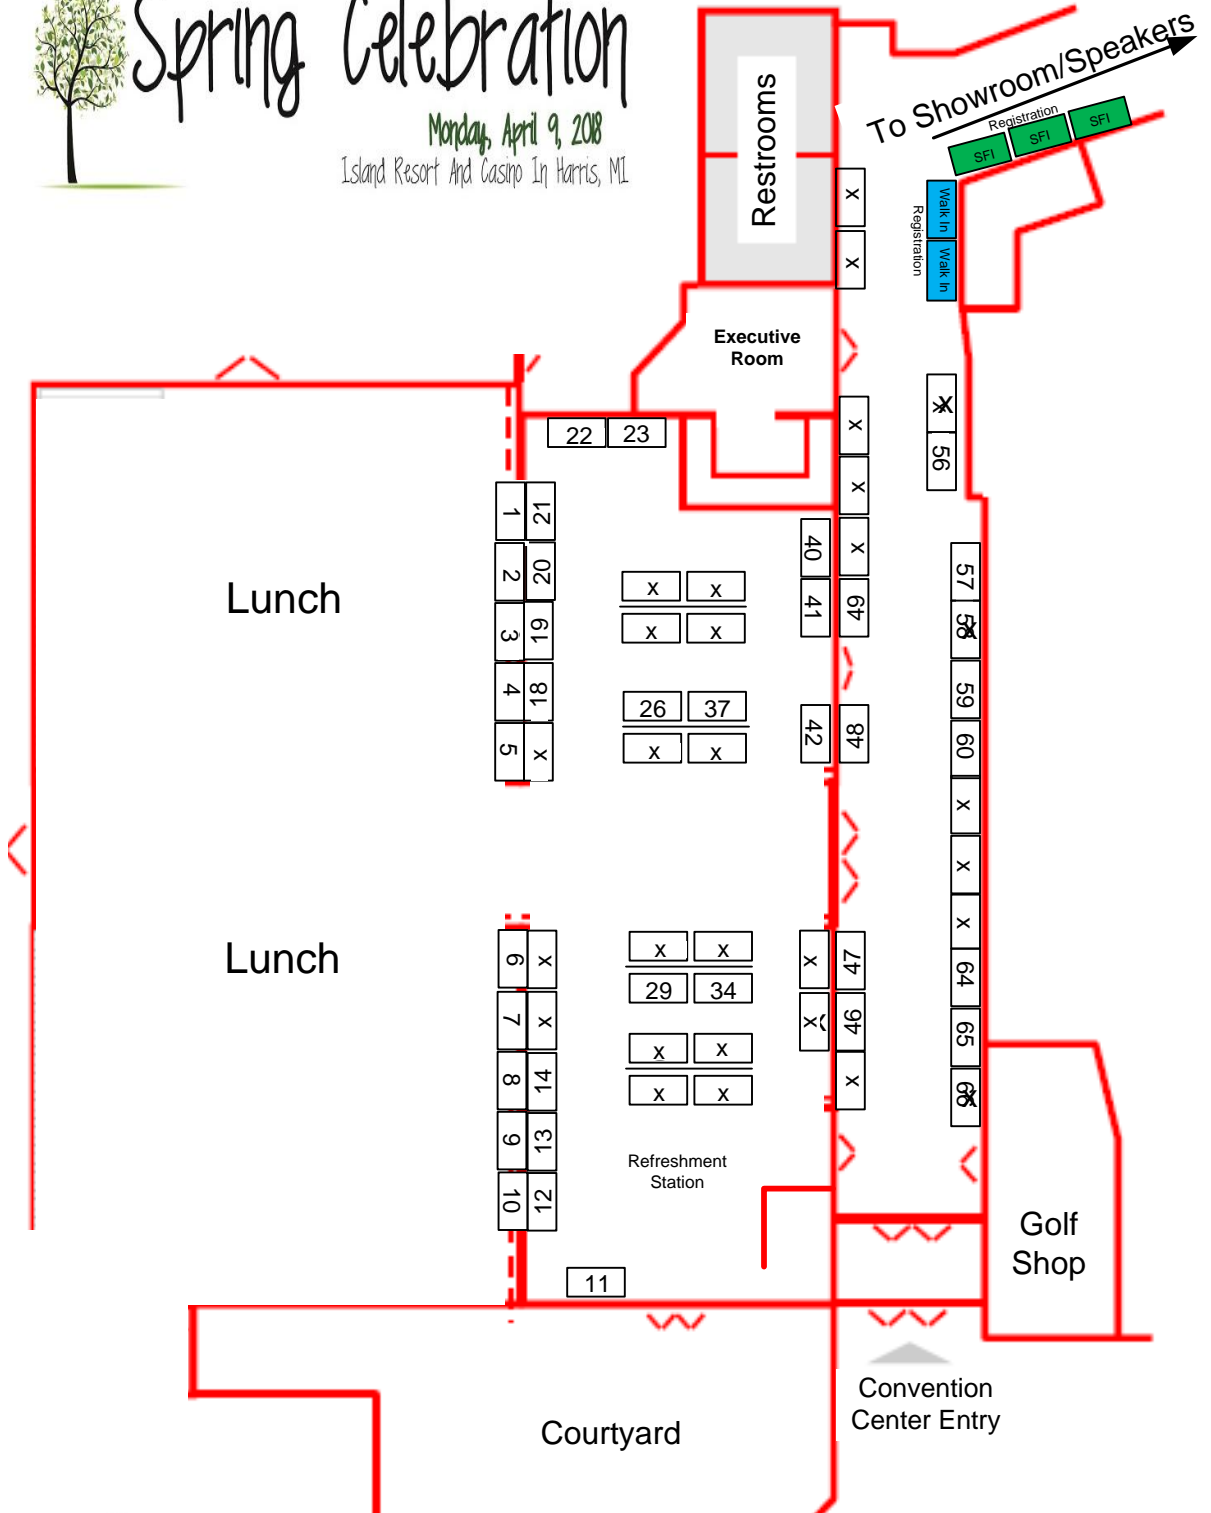 Spring Celebration
Monday, April 9, 2018
Island Resort And Casino In Harris, MI
To Showroom/Speakers
Registration
SFI
SFI
SFI
Restrooms
Walk In
Walk In
Registration
x
x
Executive
Room
x
x
x
x
56
22
23
1
21
2
20
3
19
4
18
5
x
Lunch
x
x
x
x
26
37
x
x
40
41
49
42
48
57
58
x
59
60
x
x
x
64
65
66
x
Lunch
6
x
7
x
8
14
9
13
10
12
x
x
29
34
x
x
x
x
x
47
x
46
x
Refreshment
Station
11
Golf
Shop
Convention
Center Entry
Courtyard